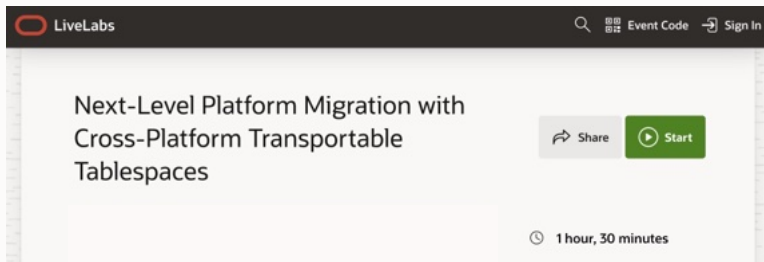 LiveLabs
Event Code
Sign In
Next-Level Platform Migration with
Cross-Platform Transportable
Tablespaces
Share
Start
1 hour, 30 minutes